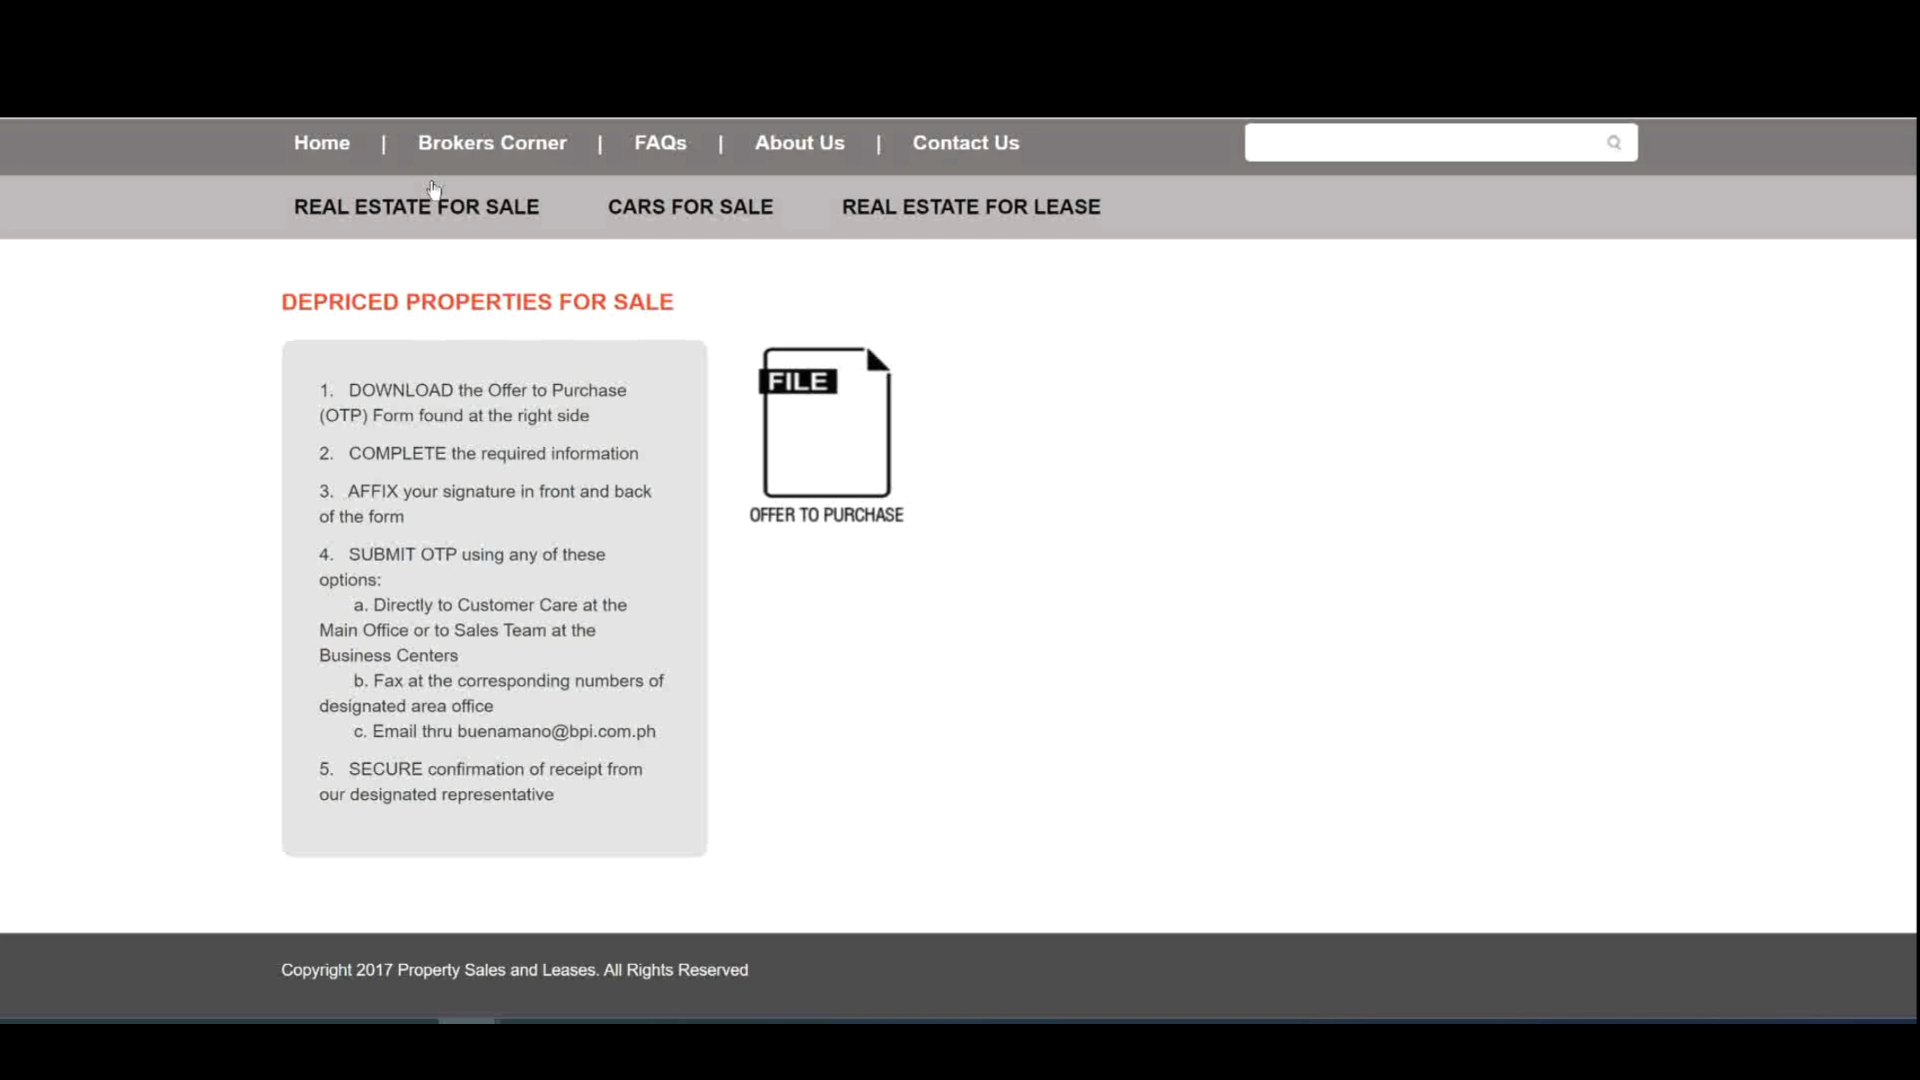 Home | Brokers Corner | FAQs | About Us | Contact Us
REAL ESTATE FOR SALE CARS FOR SALE REAL ESTATE FOR LEASE
DEPRICED PROPERTIES FOR SALE
1. DOWNLOAD the Offer to Purchase
(OTP) Form found at the right side
2. COMPLETE the required information
3. AFFIX your signature in front and back
of the form
4. SUBMIT OTP using any of these
options:
a. Directly to Customer Care at the
Main Office or to Sales Team at the
Business Centers
b. Fax at the corresponding numbers of
designated area office
c. Email thru buenamano@bpi.com.ph
5. SECURE confirmation of receipt from
our designated representative
FILE
OFFER TO PURCHASE
Copyright 2017 Property Sales and Leases. All Rights Reserved